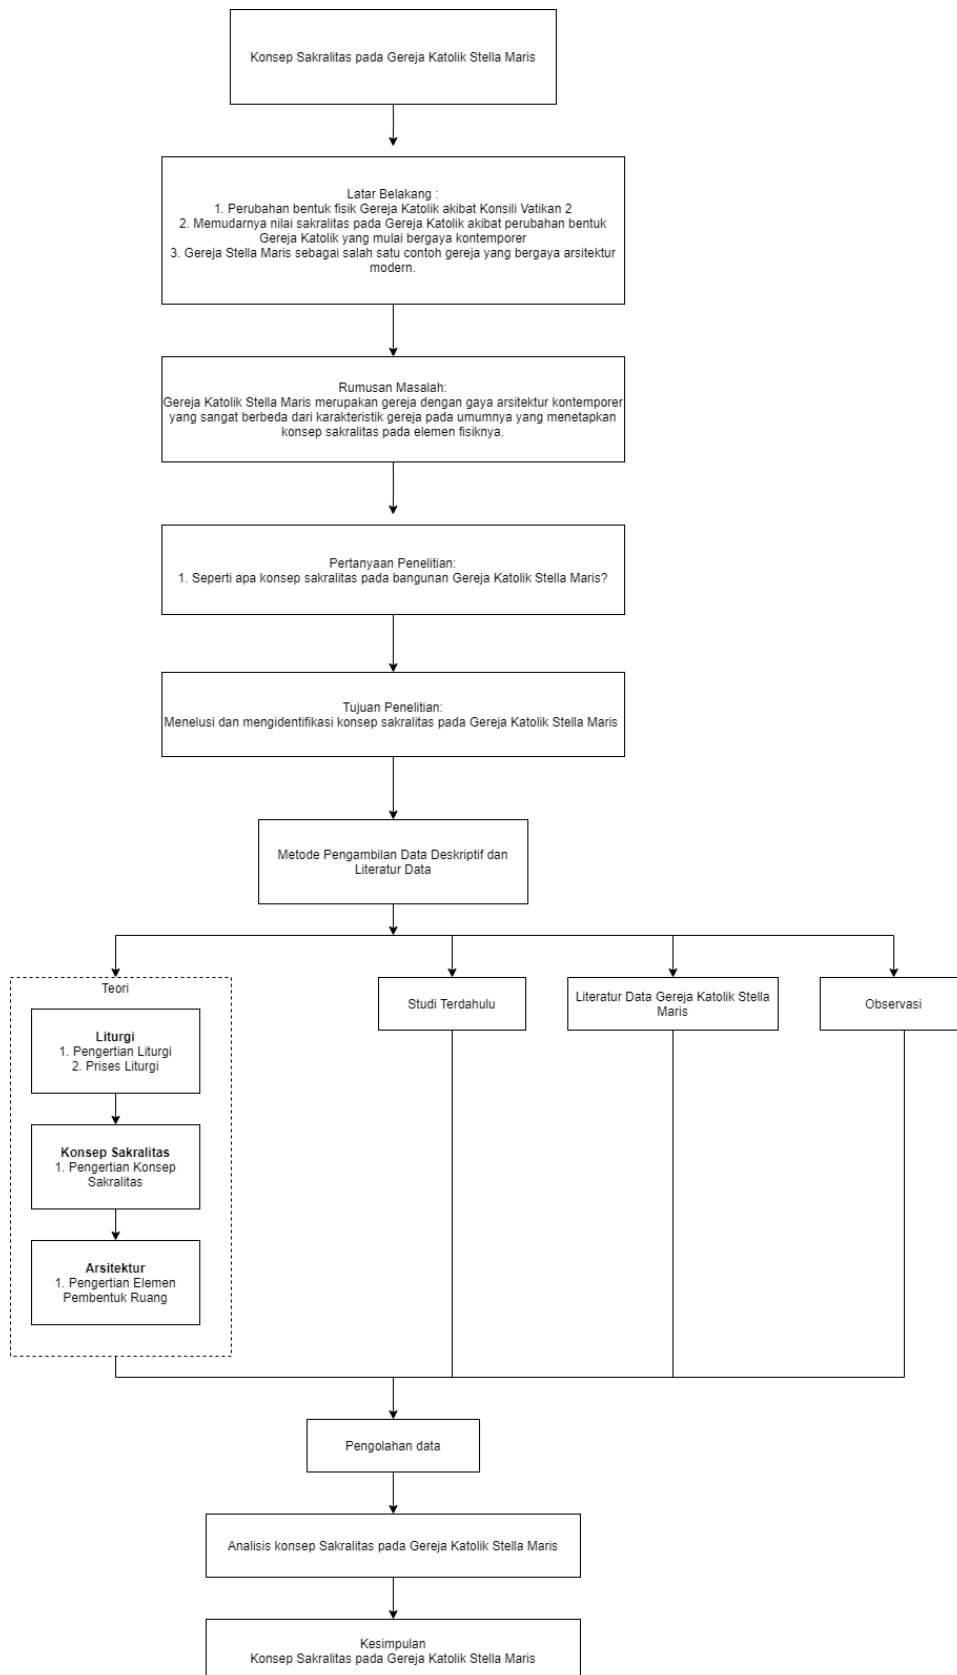 Konsep Sakralitas pada Gereja Katolik Stella Maris
Latar Belakang :
1. Perubahan bentuk fisik Gereja Katolik akibat Konsili Vatikan 2
2. Memudarnya nilai sakralitas pada Gereja Katolik akibat perubahan bentuk
Gereja Katolik yang mulai bergaya kontemporer
3. Gereja Stella Maris sebagai salah satu contoh gereja yang bergaya arsitektur
modern.
Rumusan Masalah:
Gereja Katolik Stella Maris merupakan gereja dengan gaya arsitektur kontemporer
yang sangat berbeda dari karakteristik gereja pada umumnya yang menetapkan
konsep sakralitas pada elemen fisiknya.
Pertanyaan Penelitian:
1. Seperti apa konsep sakralitas pada bangunan Gereja Katolik Stella Maris?
Tujuan Penelitian:
Menelusi dan mengidentifikasi konsep sakralitas pada Gereja Katolik Stella Maris
Metode Pengambilan Data Deskriptif dan
Literatur Data
Teori
Liturgi
1. Pengertian Liturgi
2. Prises Liturgi
Konsep Sakralitas
1. Pengertian Konsep
Sakralitas
Arsitektur
1. Pengertian Elemen
Pembentuk Ruang
Studi Terdahulu
Literatur Data Gereja Katolik Stella
Maris
Observasi
Pengolahan data
Analisis konsep Sakralitas pada Gereja Katolik Stella Maris
Kesimpulan
Konsep Sakralitas pada Gereja Katolik Stella Maris